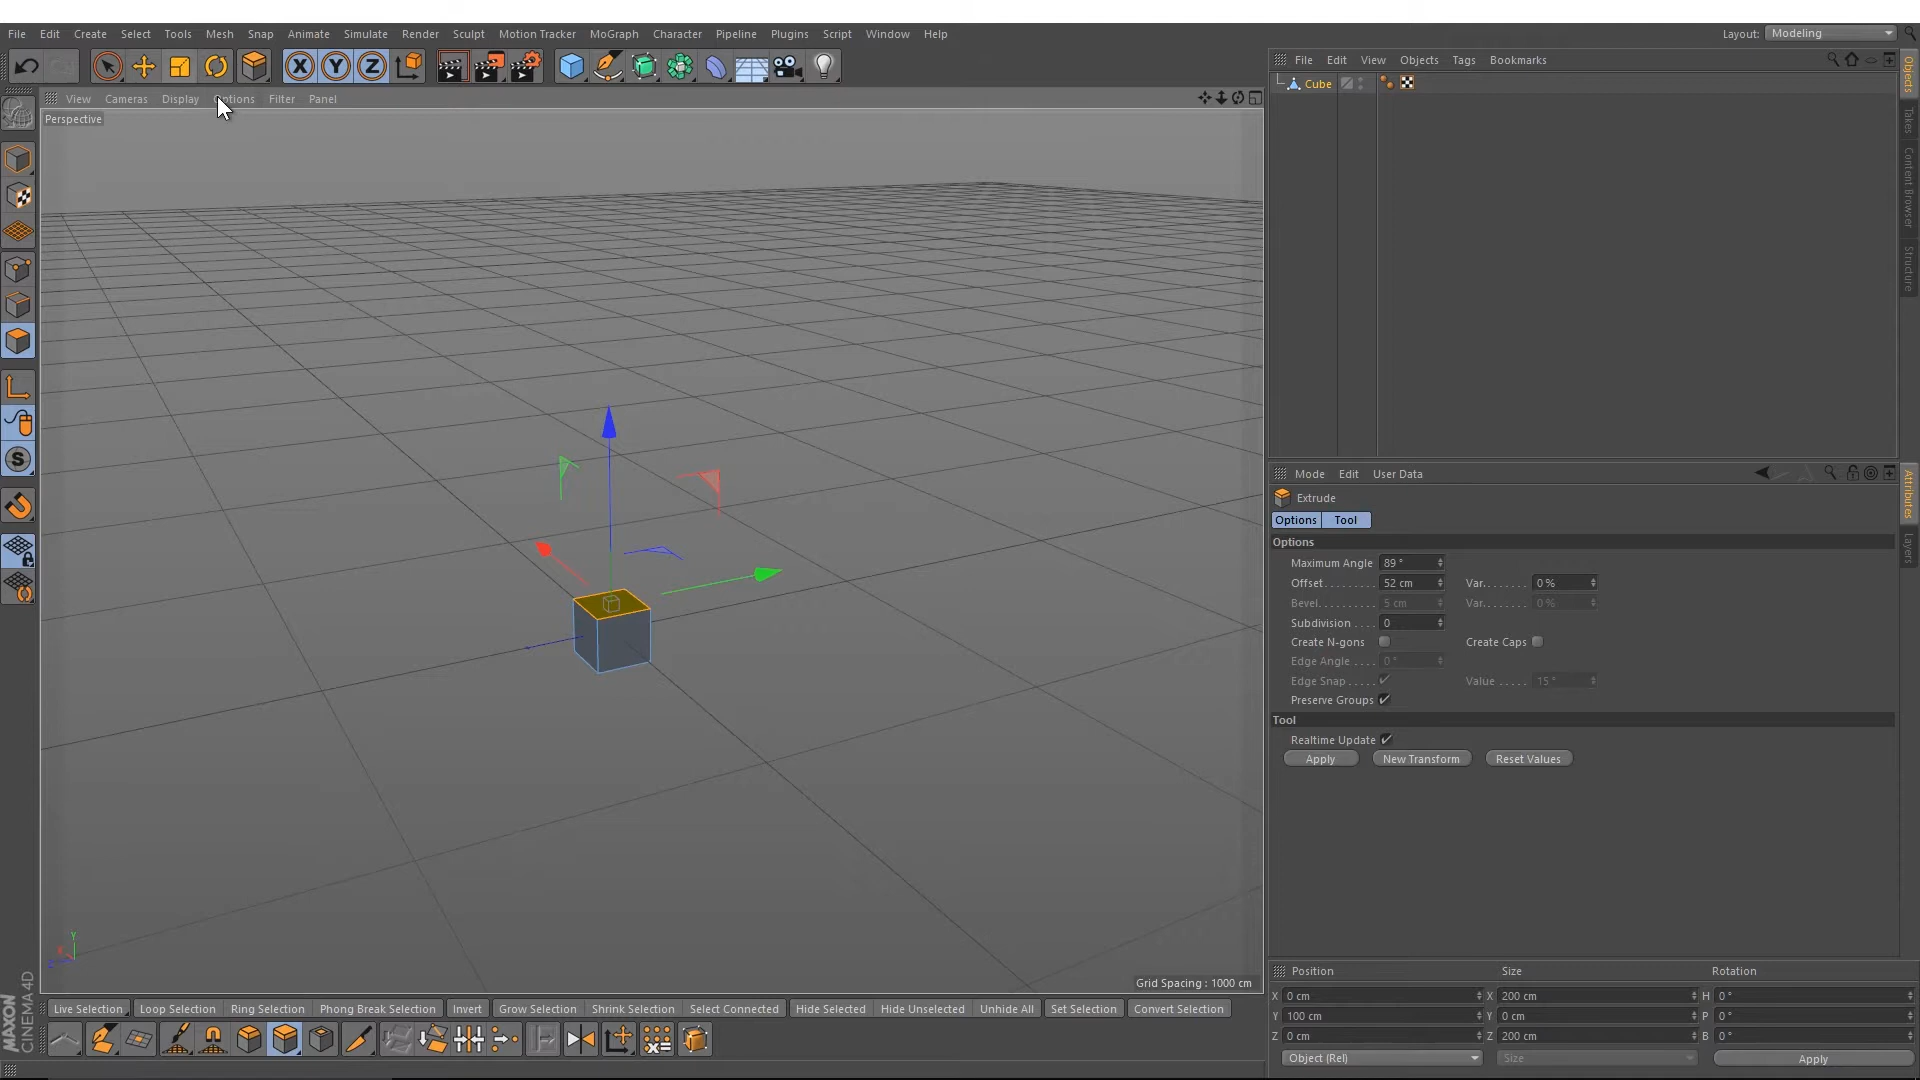 File Edit Create Select Tools Mesh Snap Animate Simulate Render Sculpt Motion Tracker MoGraph Character Pipeline Plugins Script Window Help Layout: Modeling
X Y Z
File Edit View Objects Tags Bookmarks
Cube
View Cameras Display Options Filter Panel
Perspective
Objects
Takes
Content Browser
Structure
S
Mode Edit User Data
Extrude
Options Tool
Options
Maximum Angle 89 °
Offset........ 52 cm Var....... 0 %
Bevel......... 5 cm Var....... 0 %
Subdivision . 0
Create N-gons Create Caps
Edge Angle .... 0 °
Edge Snap..... Value ..... 15 °
Preserve Groups
Tool
Realtime Update
Apply New Transform Reset Values
Attributes
Layers
Y
X
Z
Grid Spacing : 1000 cm
MAXON
CINEMA 4D
Live Selection Loop Selection Ring Selection Phong Break Selection Invert Grow Selection Shrink Selection Select Connected Hide Selected Hide Unselected Unhide All Set Selection Convert Selection
Position Size Rotation
X 0 cm X 200 cm H 0 °
Y 100 cm Y 0 cm P 0 °
Z 0 cm Z 200 cm B 0 °
Object (Rel) Size Apply